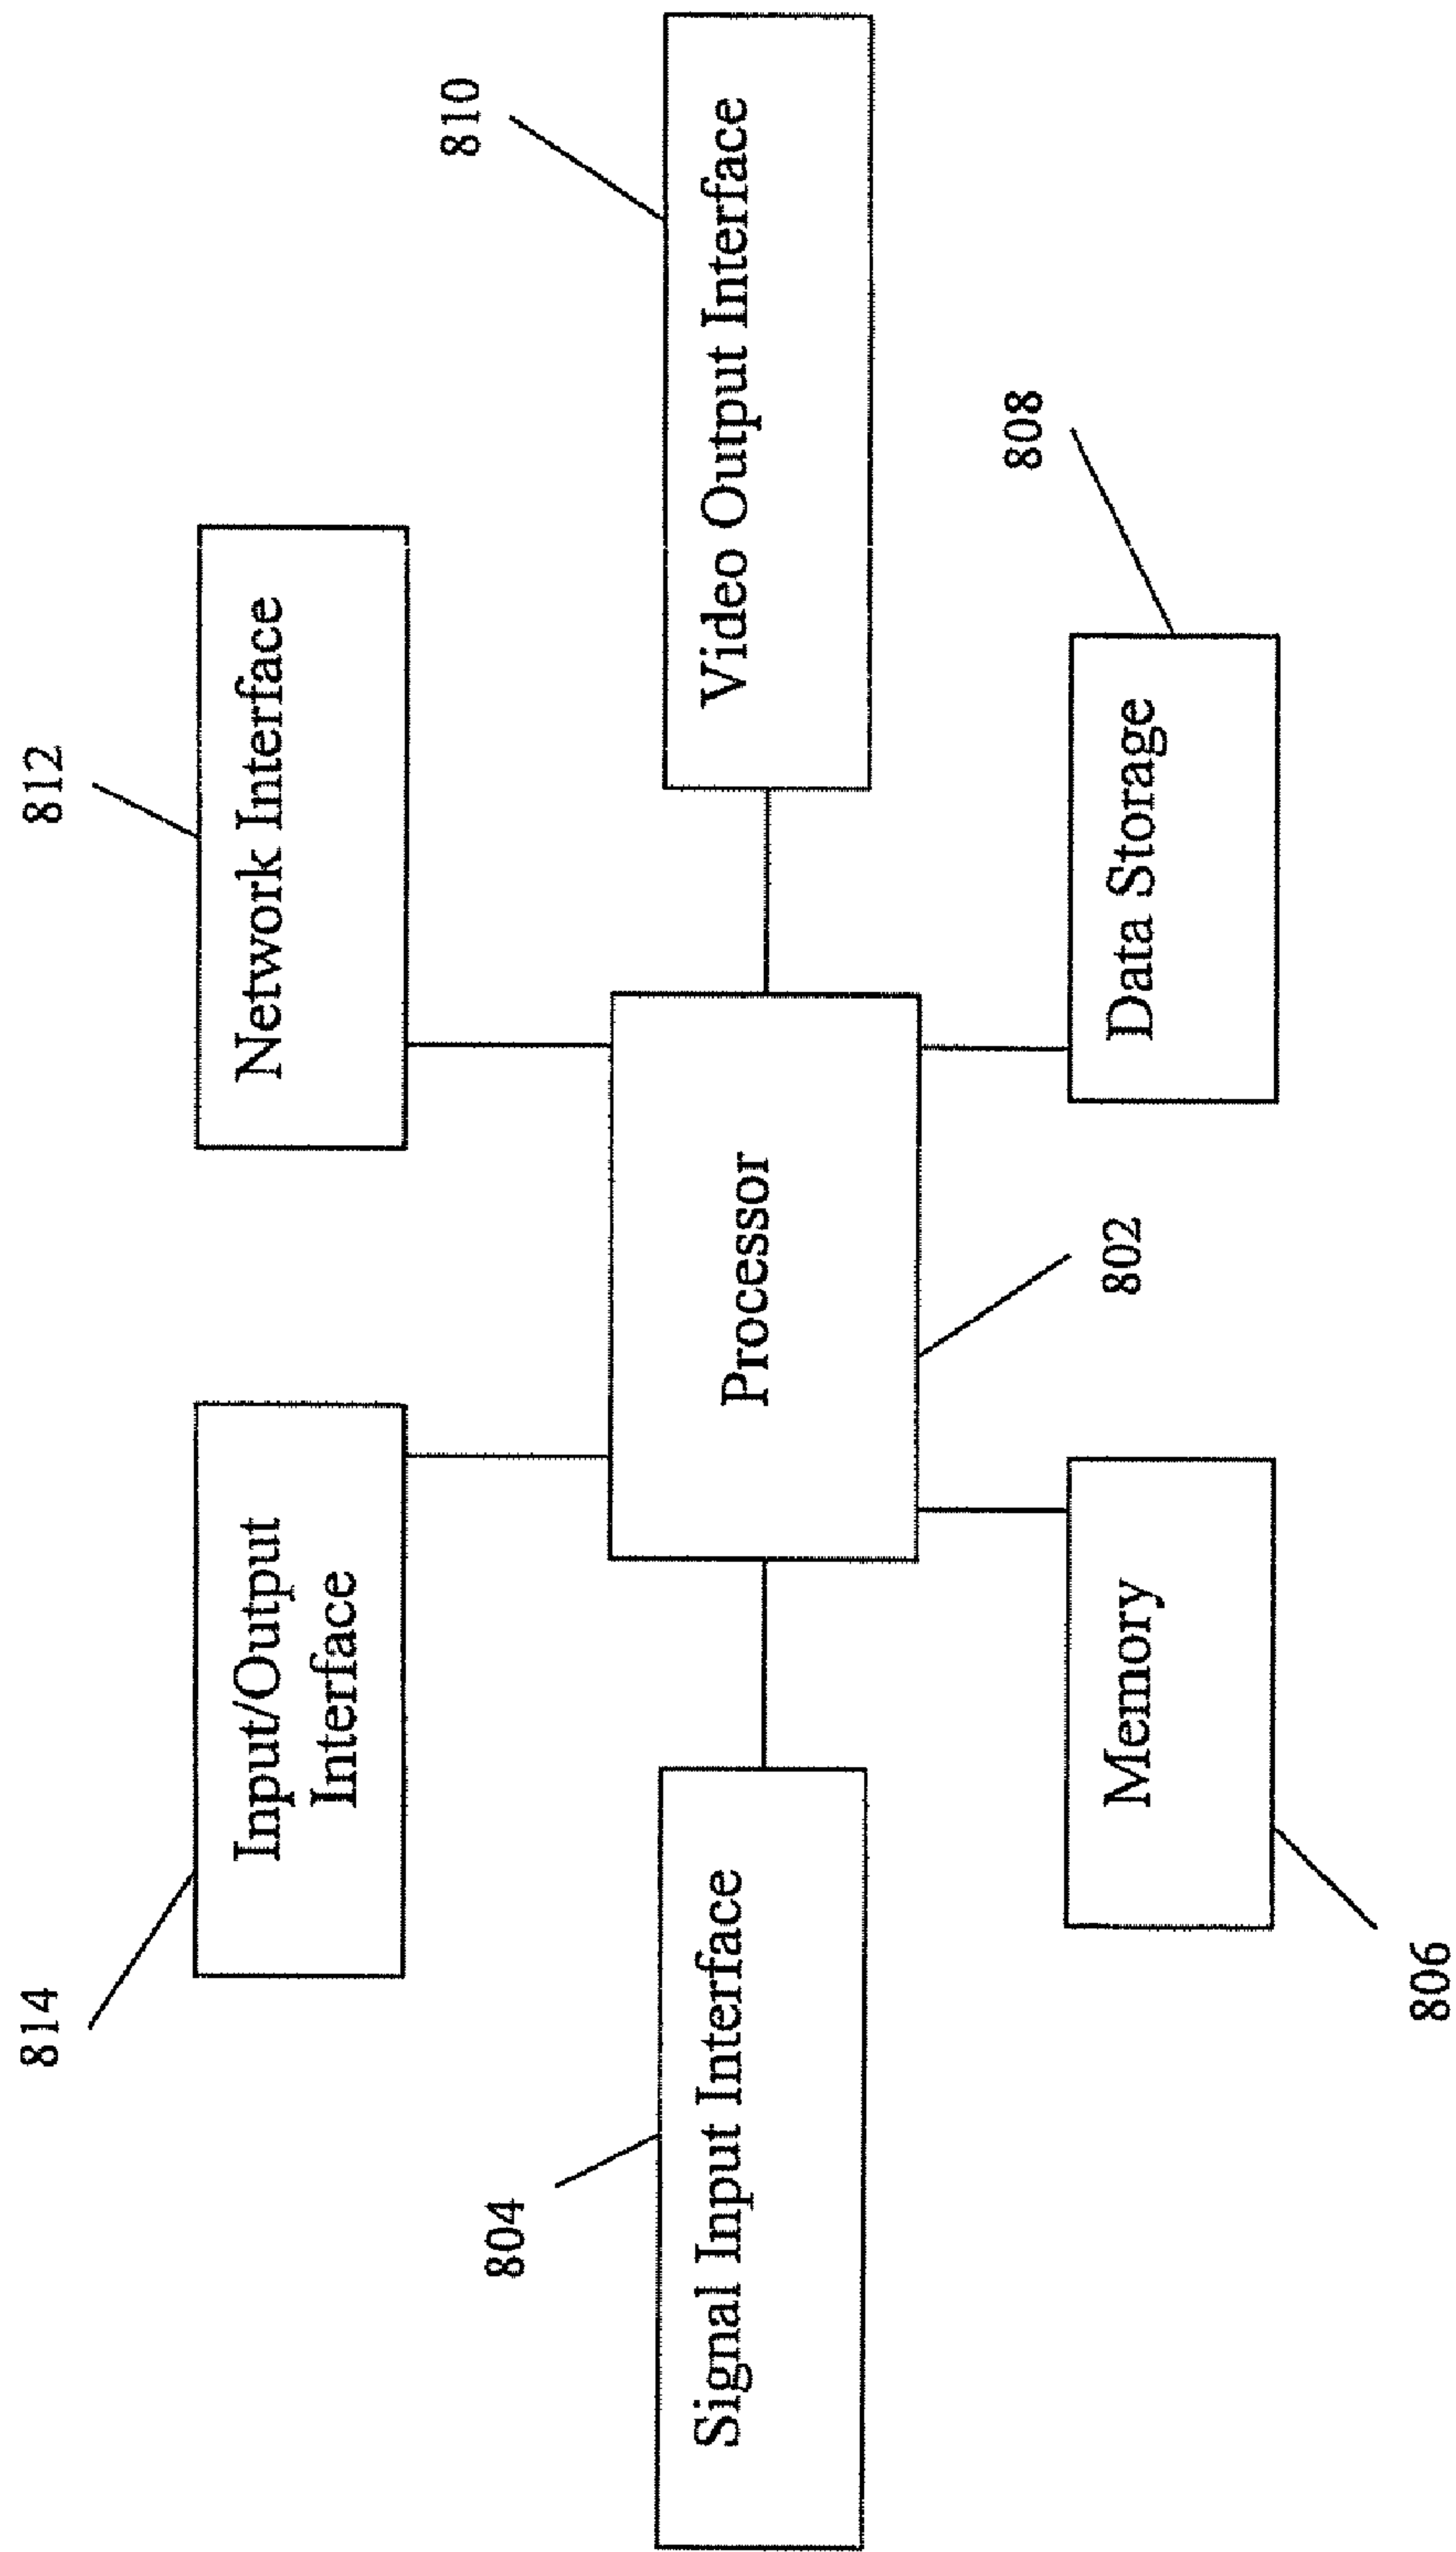 814
812
Input/Output
Interface
Network Interface
804
810
Signal Input Interface
Processor
Video Output Interface
808
Memory
Data Storage
802
806